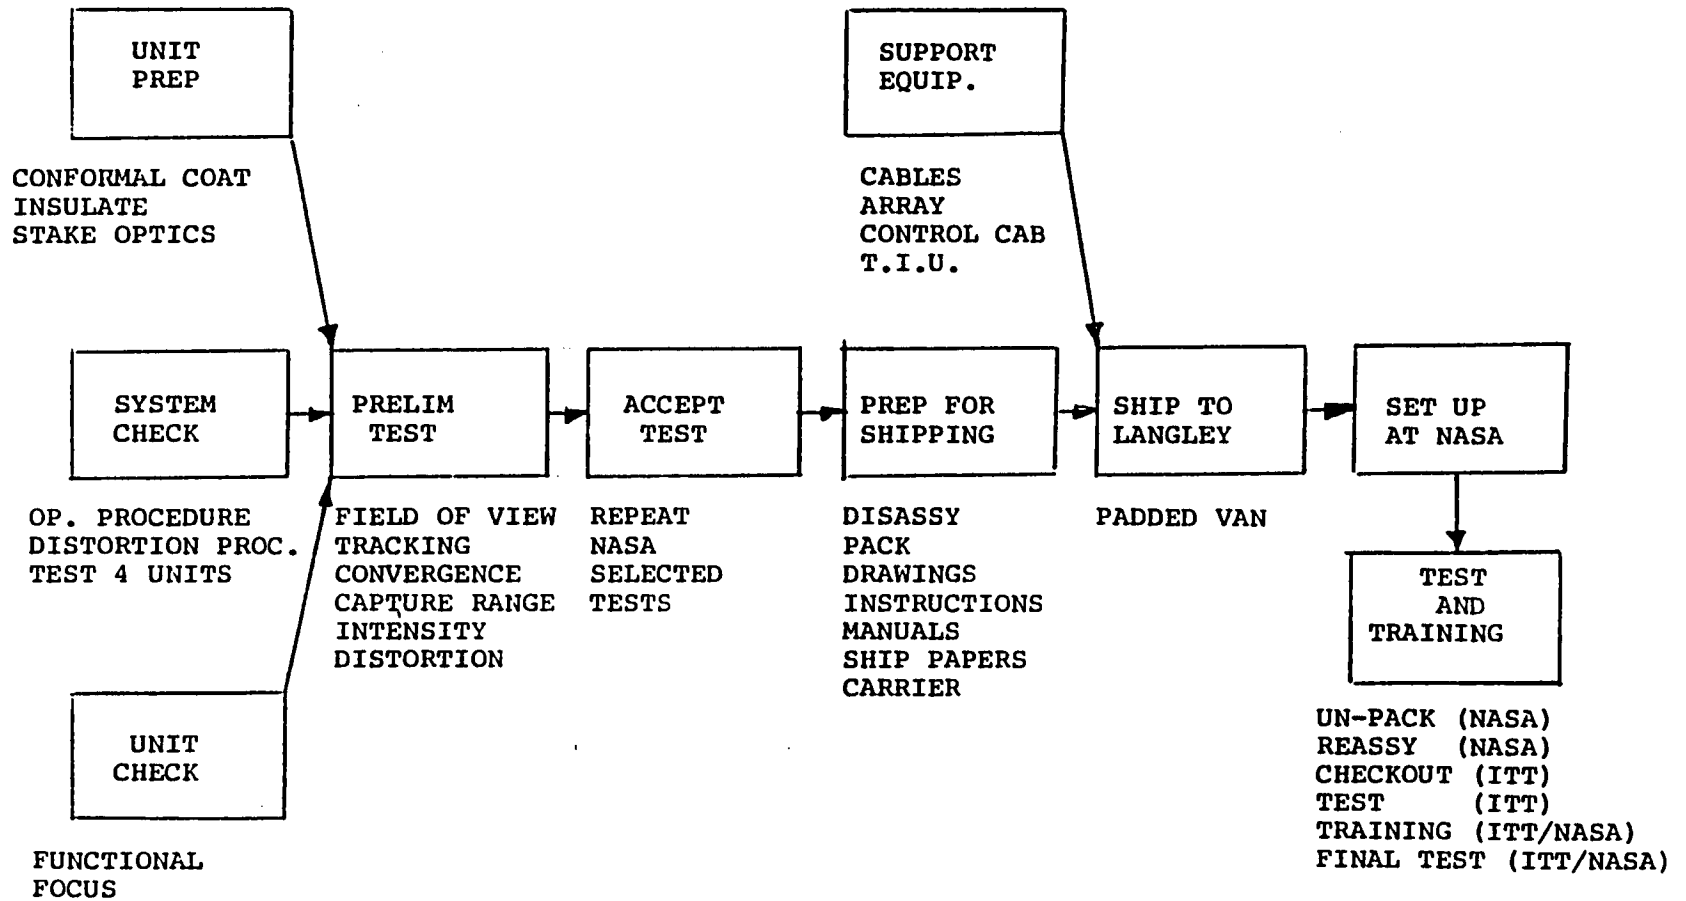 UNIT
PREP
CONFORMAL COAT
INSULATE
STAKE OPTICS
SUPPORT
EQUIP.
CABLES
ARRAY
CONTROL CAB
T.I.U.
SYSTEM
CHECK
OP. PROCEDURE
DISTORTION PROC.
TEST 4 UNITS
PRELIM
TEST
FIELD OF VIEW
TRACKING
CONVERGENCE
CAPTURE RANGE
INTENSITY
DISTORTION
ACCEPT
TEST
REPEAT
NASA
SELECTED
TESTS
PREP FOR
SHIPPING
DISASSY
PACK
DRAWINGS
INSTRUCTIONS
MANUALS
SHIP PAPERS
CARRIER
SHIP TO
LANGLEY
PADDED VAN
SET UP
AT NASA
TEST
AND
TRAINING
UN-PACK (NASA)
REASSY (NASA)
CHECKOUT (ITT)
TEST (ITT)
TRAINING (ITT/NASA)
FINAL TEST (ITT/NASA)
UNIT
CHECK
FUNCTIONAL
FOCUS